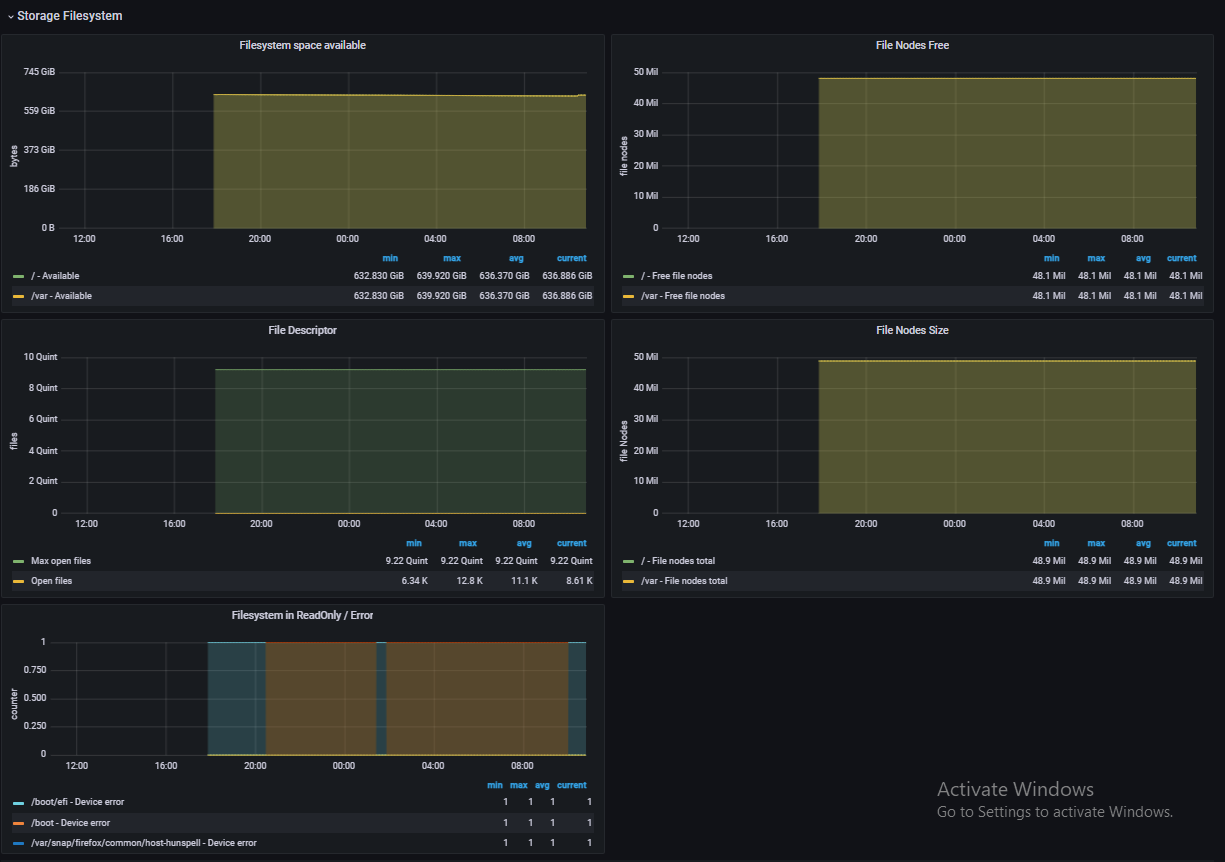 Storage Filesystem
Filesystem space available
745 GiB
559 GiB
373 GiB
186 GiB
0 B
bytes
12:00 16:00 20:00 00:00 04:00 08:00
min max avg current
/ - Available 632.830 GiB 639.920 GiB 636.370 GiB 636.886 GiB
/var - Available 632.830 GiB 639.920 GiB 636.370 GiB 636.886 GiB
File Nodes Free
50 Mil
40 Mil
30 Mil
20 Mil
10 Mil
0
file nodes
12:00 16:00 20:00 00:00 04:00 08:00
min max avg current
/ - Free file nodes 48.1 Mil 48.1 Mil 48.1 Mil 48.1 Mil
/var - Free file nodes 48.1 Mil 48.1 Mil 48.1 Mil 48.1 Mil
File Descriptor
10 Quint
8 Quint
6 Quint
4 Quint
2 Quint
0
files
12:00 16:00 20:00 00:00 04:00 08:00
min max avg current
Max open files 9.22 Quint 9.22 Quint 9.22 Quint 9.22 Quint
Open files 6.34 K 12.8 K 11.1 K 8.61 K
File Nodes Size
50 Mil
40 Mil
30 Mil
20 Mil
10 Mil
0
file Nodes
12:00 16:00 20:00 00:00 04:00 08:00
min max avg current
/ - File nodes total 48.9 Mil 48.9 Mil 48.9 Mil 48.9 Mil
/var - File nodes total 48.9 Mil 48.9 Mil 48.9 Mil 48.9 Mil
Filesystem in ReadOnly / Error
1
0.750
0.500
0.250
0
counter
12:00 16:00 20:00 00:00 04:00 08:00
min max avg current
/boot/efi - Device error 1 1 1 1
/boot - Device error 1 1 1 1
/var/snap/firefox/common/host-hunspell - Device error 1 1 1 1
Activate Windows
Go to Settings to activate Windows.